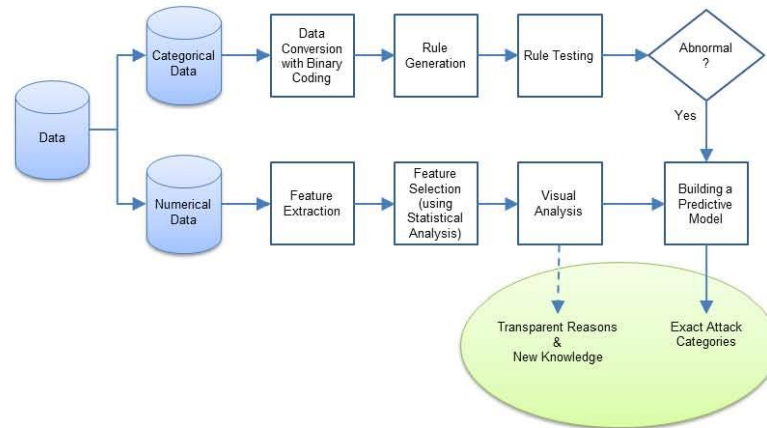 Data
Categorical
Data
Data
Conversion
with Binary
Coding
Rule
Generation
Rule Testing
Abnormal
?
Yes
Numerical
Data
Feature
Extraction
Feature
Selection
(using
Statistical
Analysis)
Visual
Analysis
Building a
Predictive
Model
Transparent Reasons
&
New Knowledge
Exact Attack
Categories